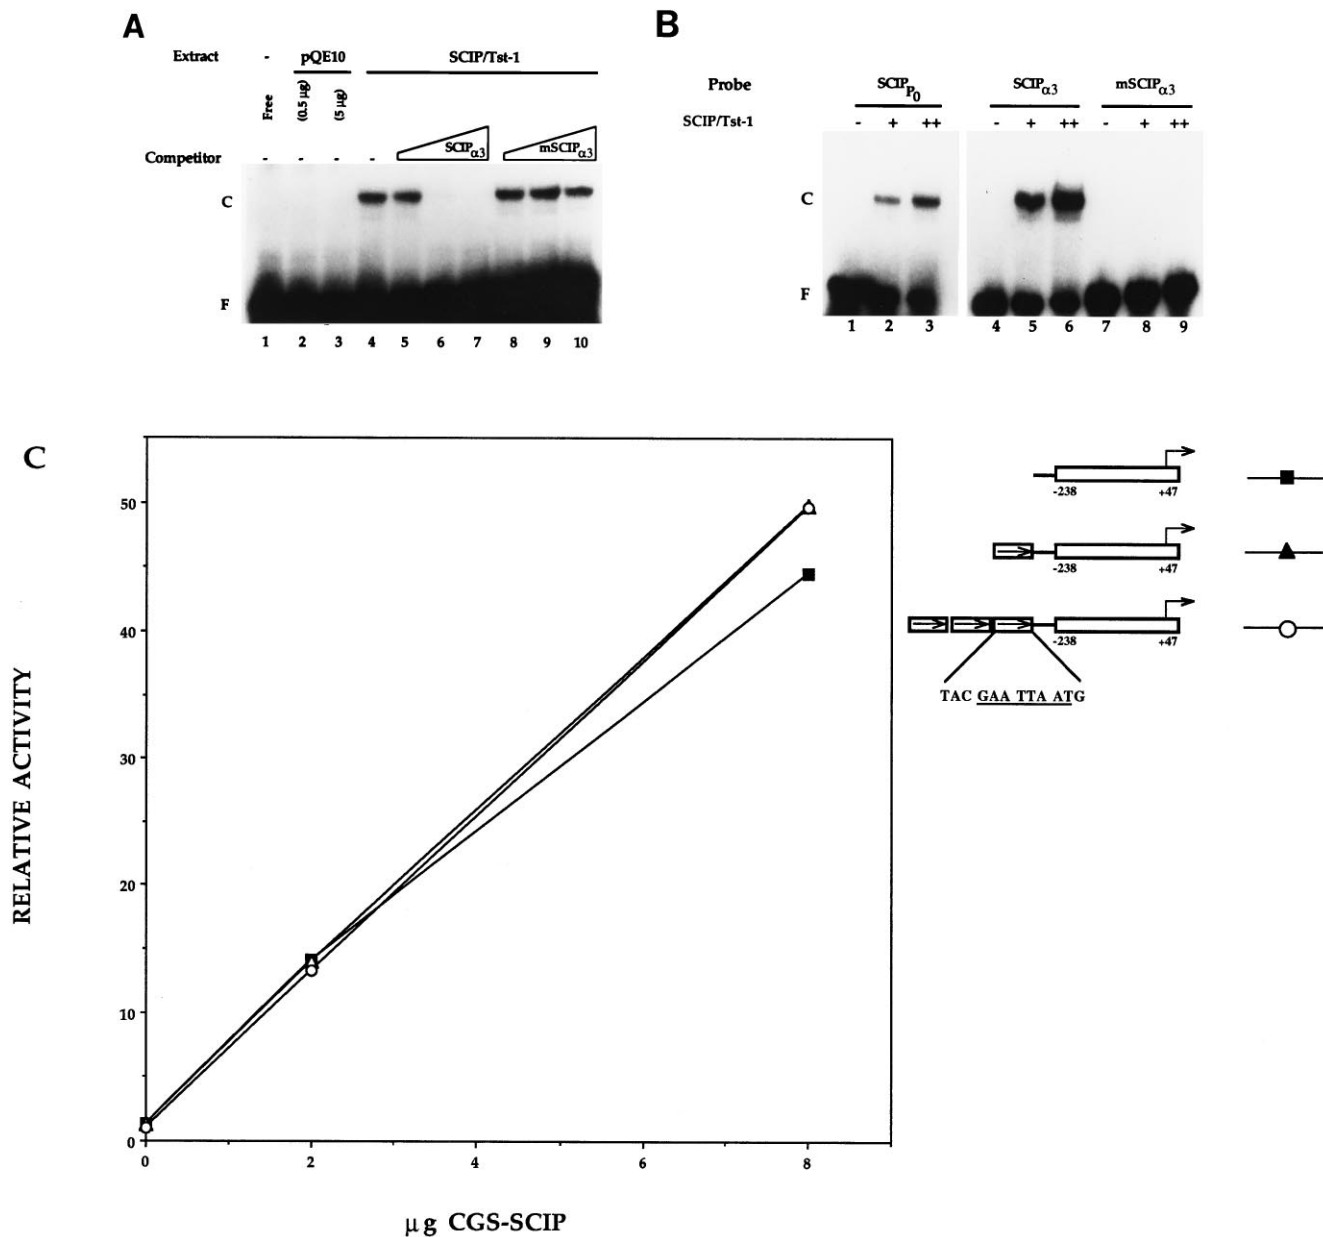 A
Extract - pQE10 SCIP/Tst-1
Free (0.5 μg) (5 μg)
Competitor - - - - SCIPα3 mSCIPα3
C
F
1 2 3 4 5 6 7 8 9 10
B
Probe SCIPP0 SCIPα3 mSCIPα3
SCIP/Tst-1 - + ++ - + ++ - + ++
C
F
1 2 3 4 5 6 7 8 9
C
RELATIVE ACTIVITY
50
40
30
20
10
0
0 2 4 6 8
μg CGS-SCIP
-238 +47
-238 +47
-238 +47
TAC GAA TTA ATG